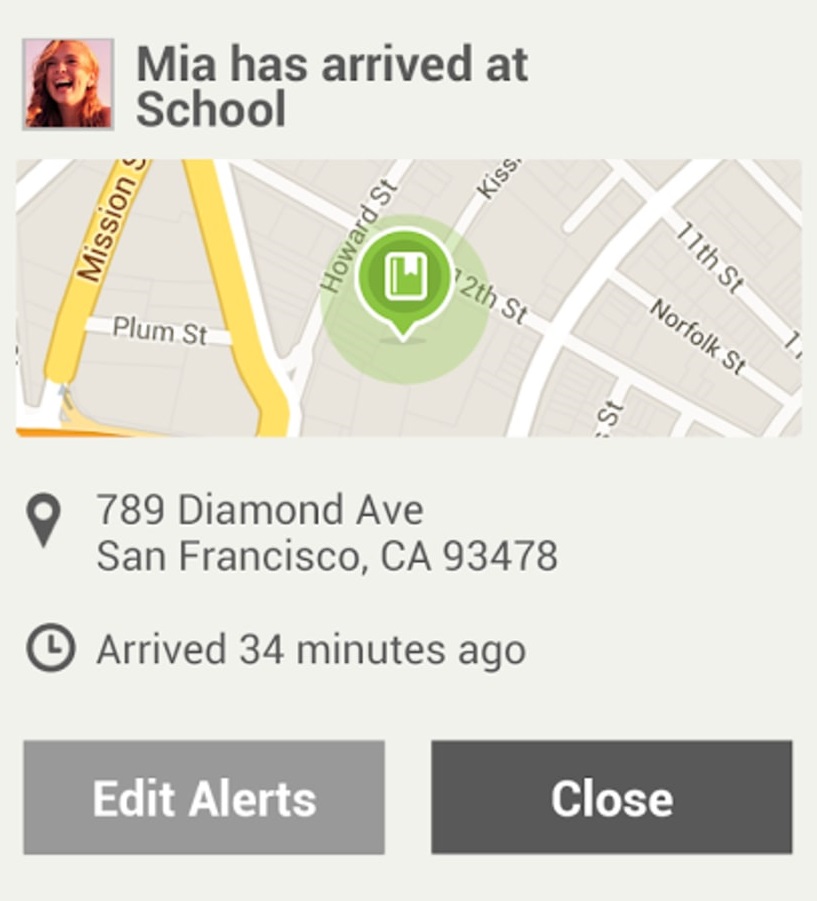 Mia has arrived at
School
Mission S
Howard St
Kiss
11th St
12th St
Plum St
Norfolk St
s St
789 Diamond Ave
San Francisco, CA 93478
Arrived 34 minutes ago
Edit Alerts
Close